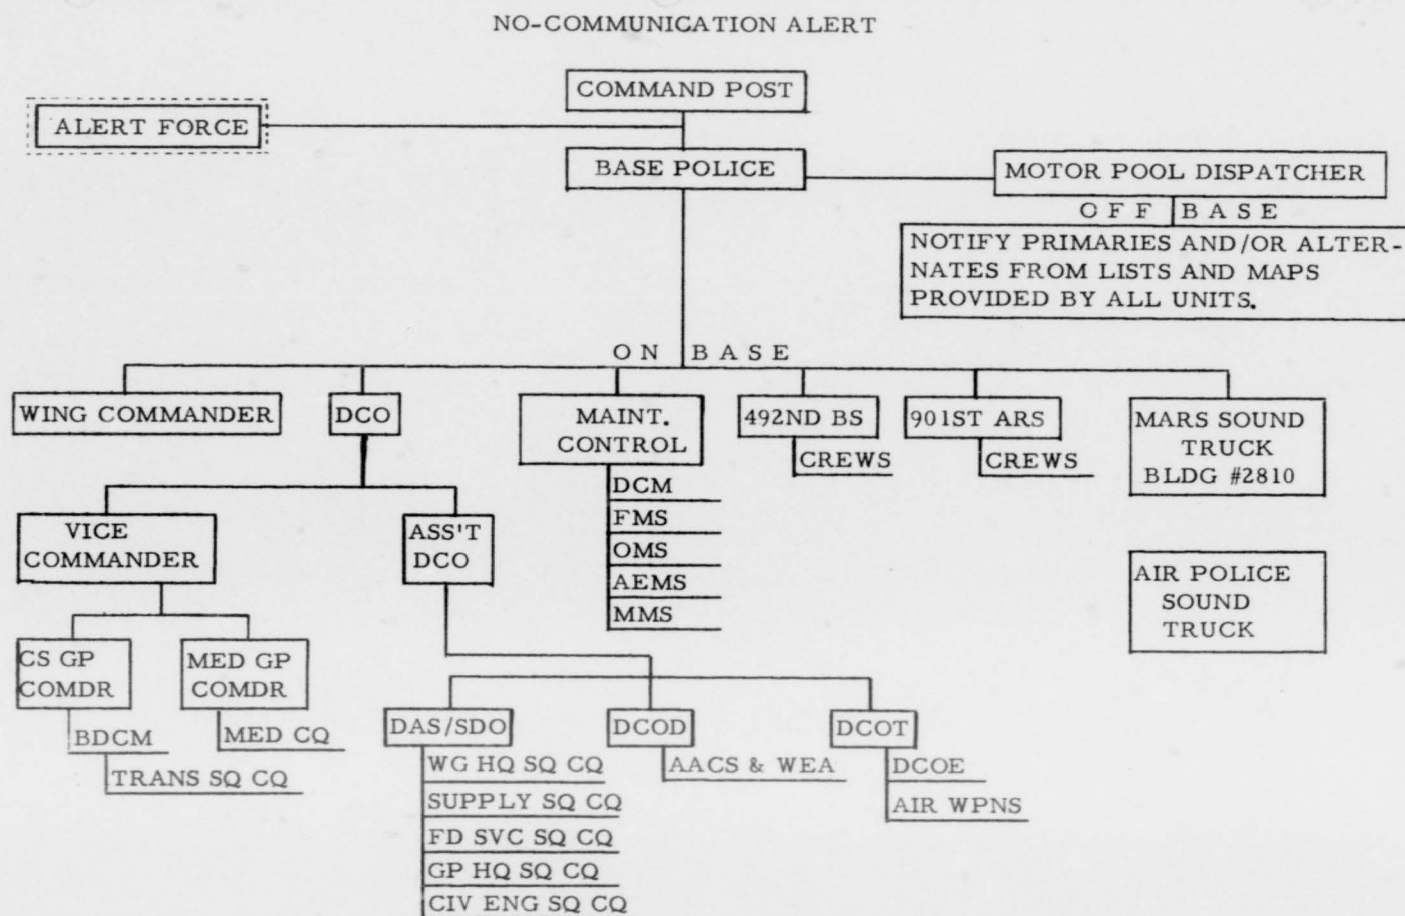 NO-COMMUNICATION ALERT
COMMAND POST
ALERT FORCE
BASE POLICE
MOTOR POOL DISPATCHER
OFF BASE
NOTIFY PRIMARIES AND/OR ALTER-
NATES FROM LISTS AND MAPS
PROVIDED BY ALL UNITS.
ON BASE
WING COMMANDER
DCO
MAINT.
CONTROL
DCM
FMS
OMS
AEMS
MMS
492ND BS
CREWS
901ST ARS
CREWS
MARS SOUND
TRUCK
BLDG #2810
AIR POLICE
SOUND
TRUCK
VICE
COMMANDER
ASS'T
DCO
CS GP
COMDR
BDCM
TRANS SQ CQ
MED GP
COMDR
MED CQ
DAS/SDO
WG HQ SQ CQ
SUPPLY SQ CQ
FD SVC SQ CQ
GP HQ SQ CQ
CIV ENG SQ CQ
DCOD
AACS & WEA
DCOT
DCOE
AIR WPNS